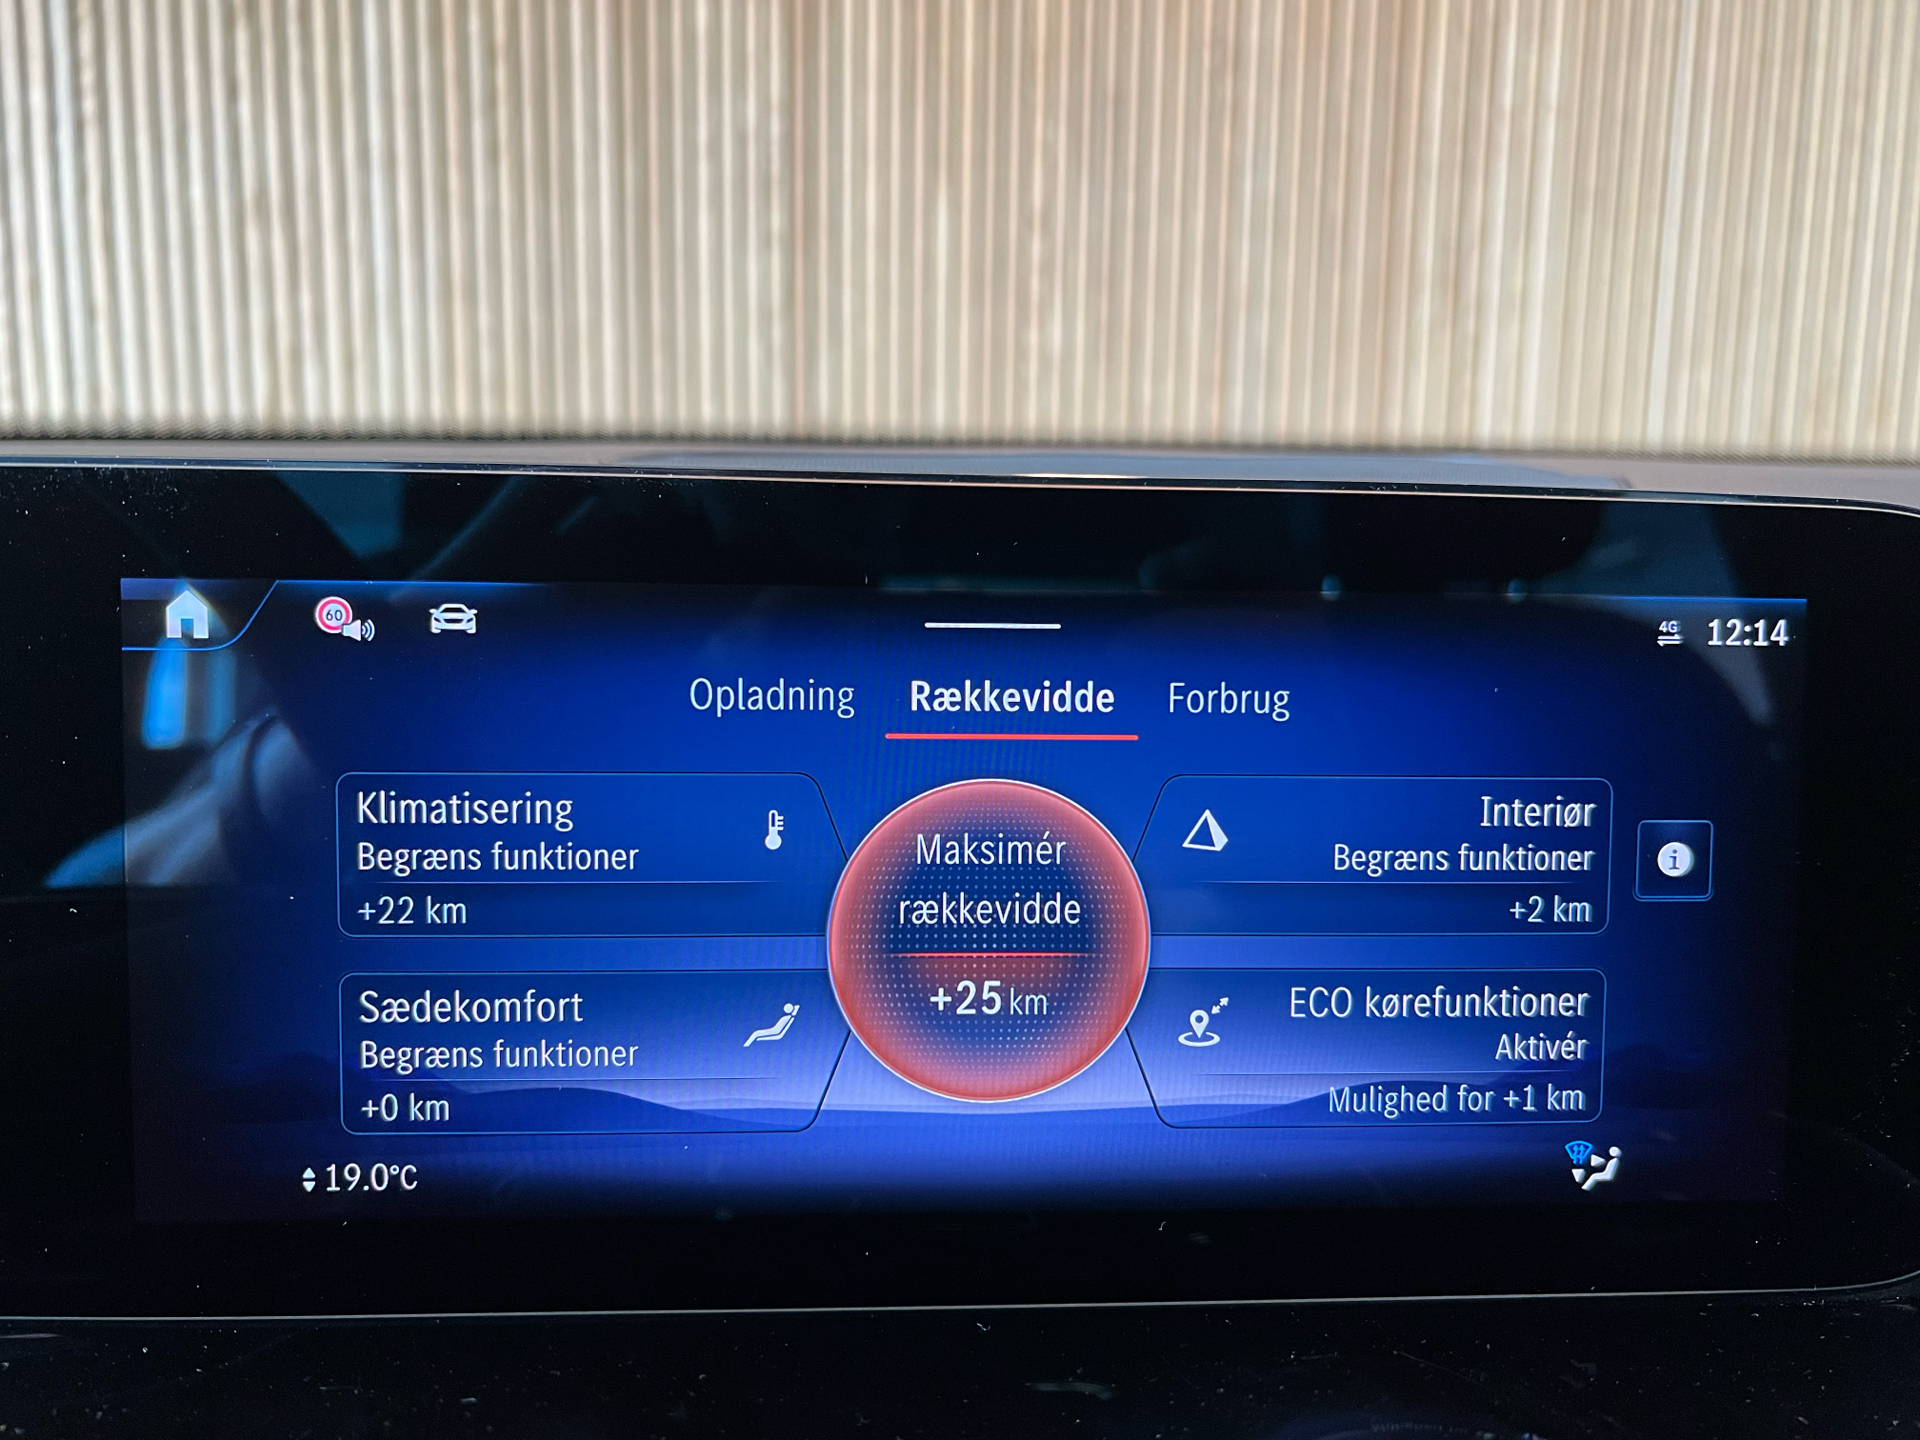 60
4G
12:14
Opladning
Rækkevidde
Forbrug
Klimatisering
Begræns funktioner
+22 km
Maksimér
rækkevidde
+25 km
Interiør
Begræns funktioner
+2 km
i
Sædekomfort
Begræns funktioner
+0 km
ECO kørefunktioner
Aktivér
Mulighed for +1 km
19.0°C